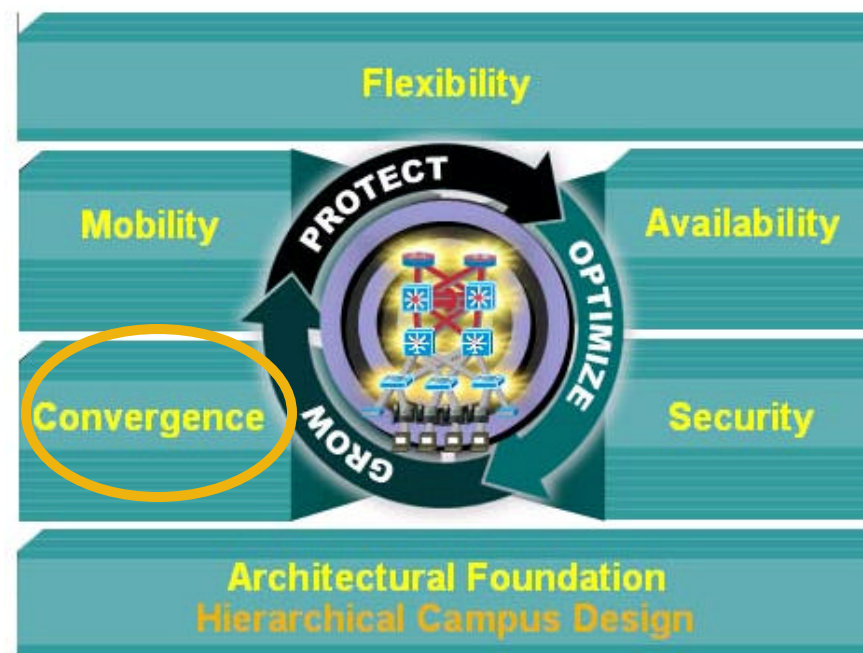 Flexibility
Mobility
PROTECT
Availability
OPTIMIZE
Convergence
GROW
Security
Architectural Foundation
Hierarchical Campus Design